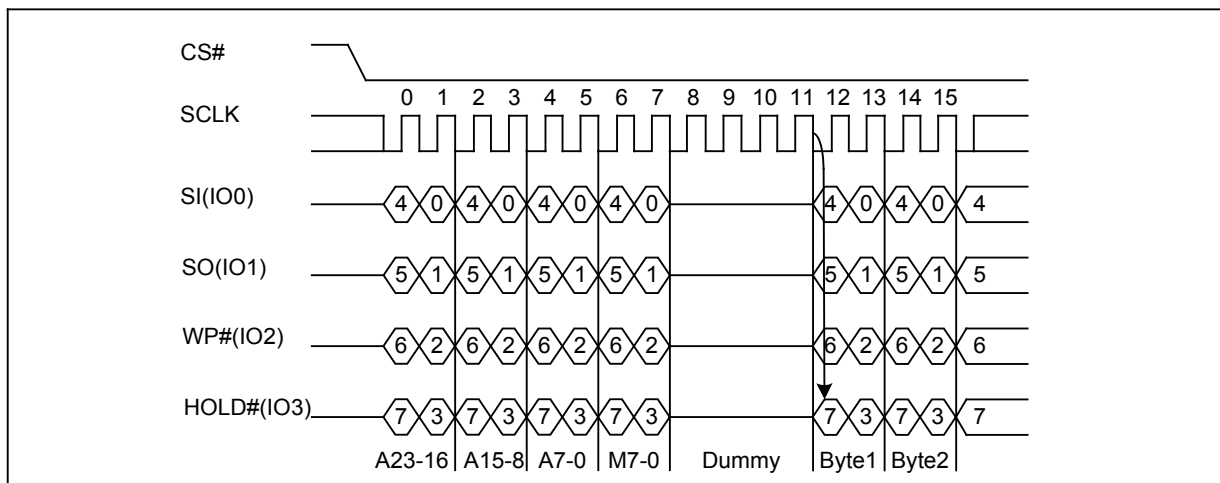 CS#
0 1 2 3 4 5 6 7 8 9 10 11 12 13 14 15
SCLK
SI(IO0) 4 0 4 0 4 0 4 0 4 0 4 0 4
SO(IO1) 5 1 5 1 5 1 5 1 5 1 5 1 5
WP#(IO2) 6 2 6 2 6 2 6 2 6 2 6 2 6
HOLD#(IO3) 7 3 7 3 7 3 7 3 7 3 7 3 7
A23-16 A15-8 A7-0 M7-0 Dummy Byte1 Byte2